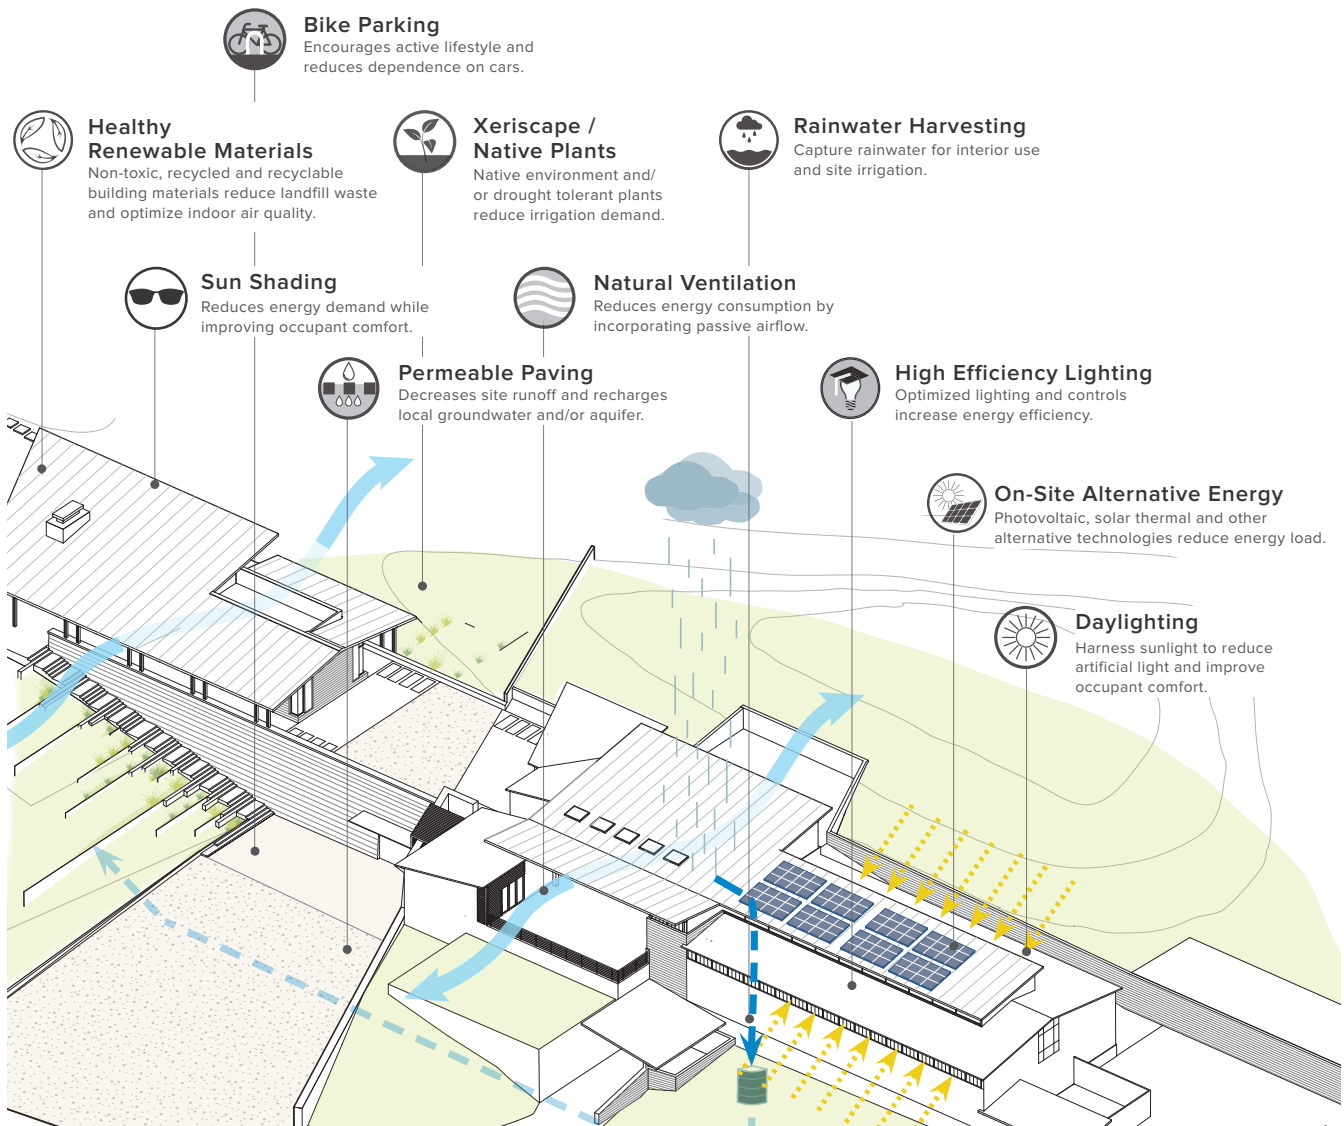 Bike Parking
Encourages active lifestyle and
reduces dependence on cars.
Healthy
Renewable Materials
Non-toxic, recycled and recyclable
building materials reduce landfill waste
and optimize indoor air quality.
Xeriscape /
Native Plants
Native environment and/
or drought tolerant plants
reduce irrigation demand.
Rainwater Harvesting
Capture rainwater for interior use
and site irrigation.
Sun Shading
Reduces energy demand while
improving occupant comfort.
Natural Ventilation
Reduces energy consumption by
incorporating passive airflow.
Permeable Paving
Decreases site runoff and recharges
local groundwater and/or aquifer.
High Efficiency Lighting
Optimized lighting and controls
increase energy efficiency.
On-Site Alternative Energy
Photovoltaic, solar thermal and other
alternative technologies reduce energy load.
Daylighting
Harness sunlight to reduce
artificial light and improve
occupant comfort.